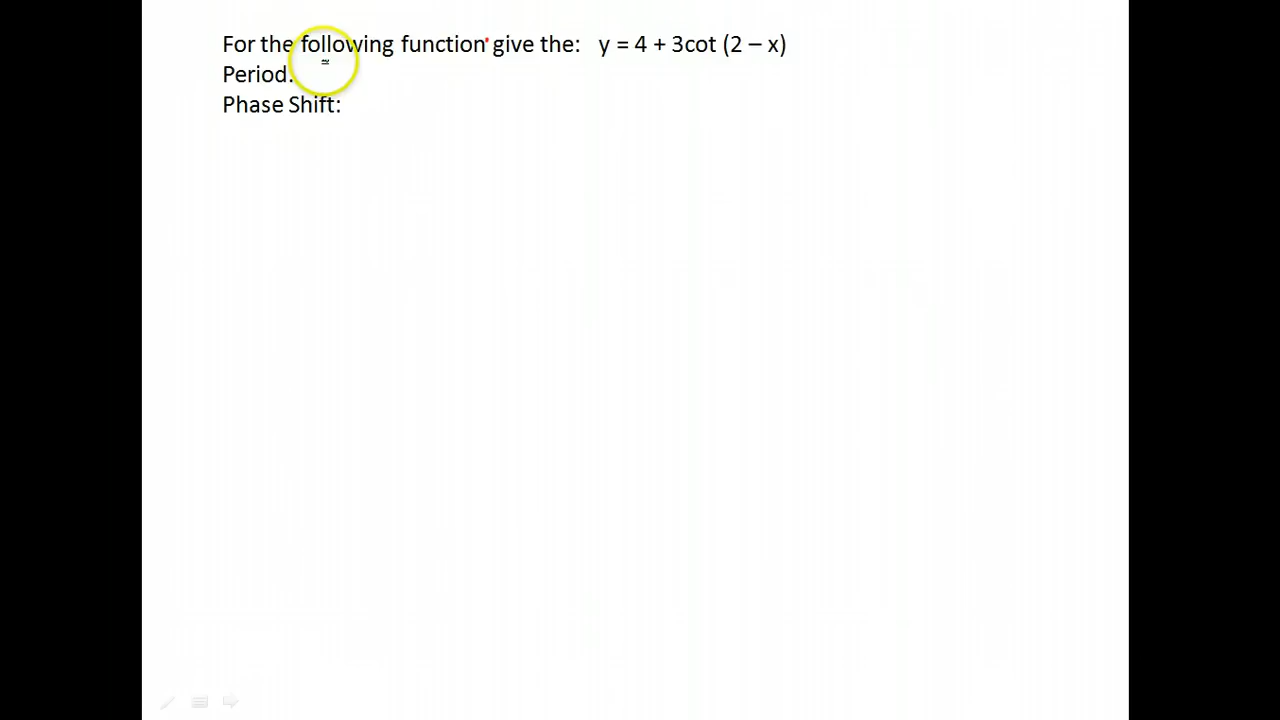 For the following function give the: y = 4 + 3cot (2 – x)
Period:
Phase Shift: